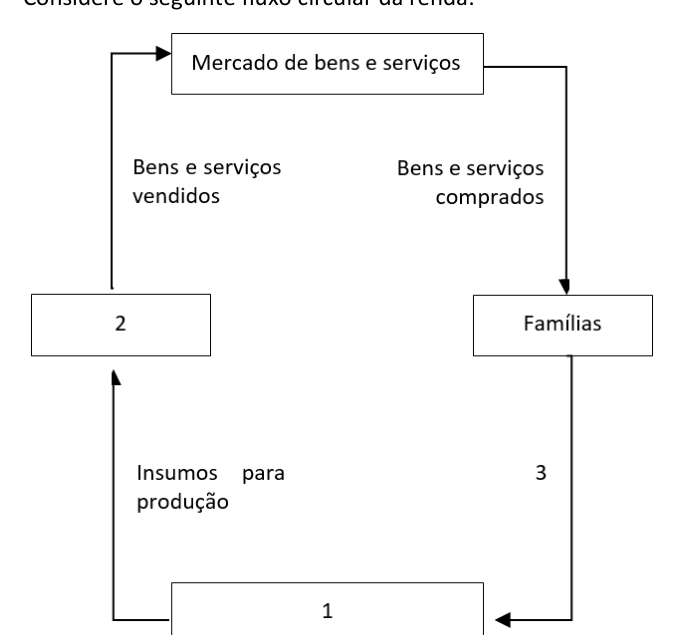 Considere o seguinte fluxo circular da renda:
Mercado de bens e serviços
Bens e serviços
vendidos
Bens e serviços
comprados
2
Famílias
Insumos para
produção
3
1